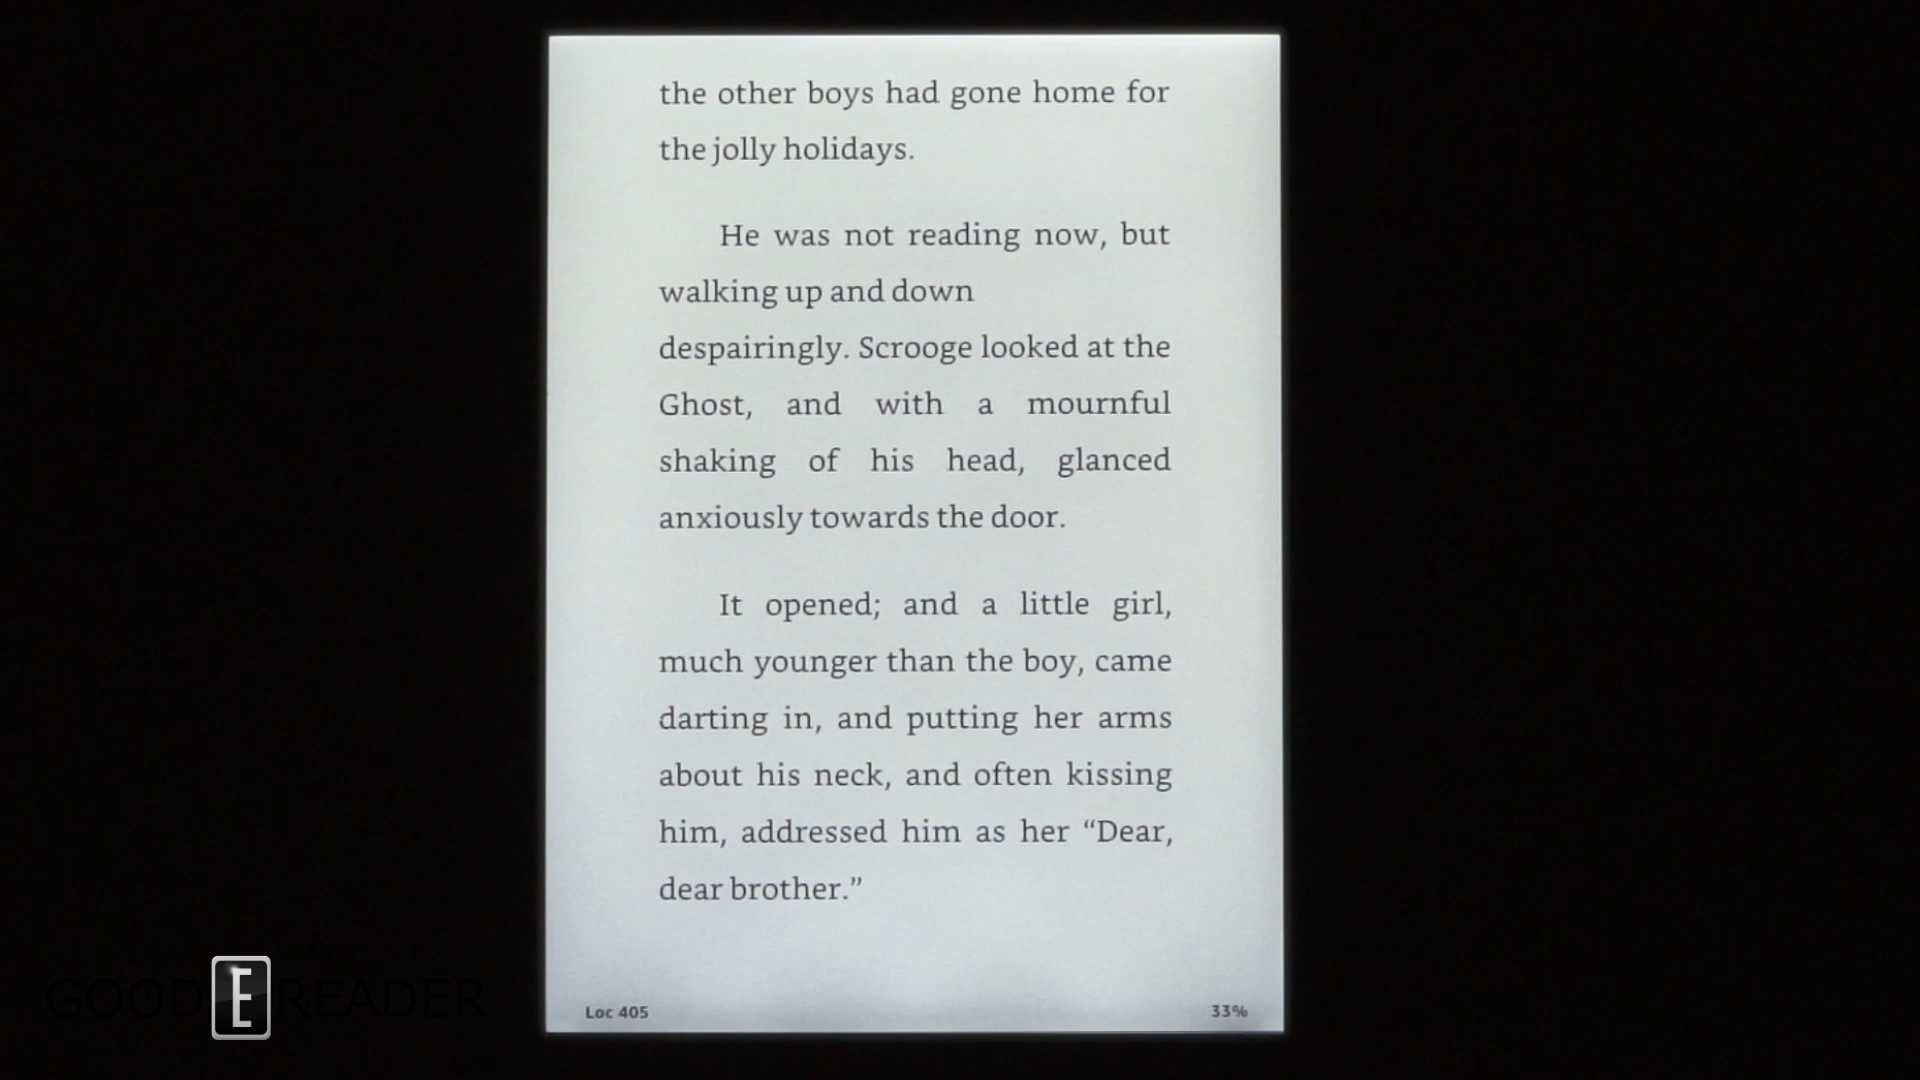 the other boys had gone home for
the jolly holidays.
He was not reading now, but
walking up and down
despairingly. Scrooge looked at the
Ghost, and with a mournful
shaking of his head, glanced
anxiously towards the door.
It opened; and a little girl,
much younger than the boy, came
darting in, and putting her arms
about his neck, and often kissing
him, addressed him as her “Dear,
dear brother.”
Loc 405
33%
GOOD E READER